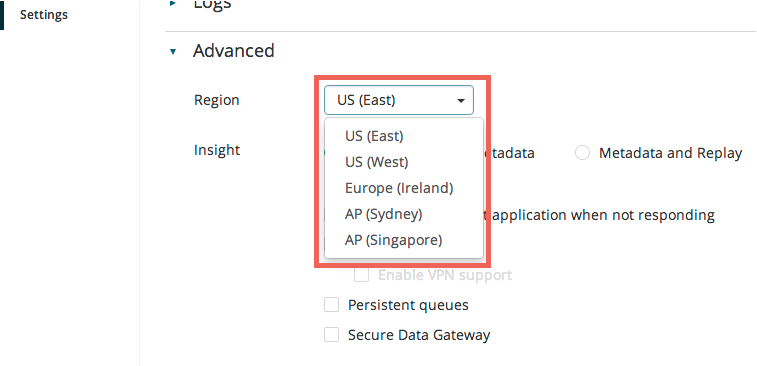 Settings
Logs
Advanced
Region
US (East)
US (East)
US (West)
Europe (Ireland)
AP (Sydney)
AP (Singapore)
Insight
Metadata and Replay
application when not responding
Enable VPN support
Persistent queues
Secure Data Gateway